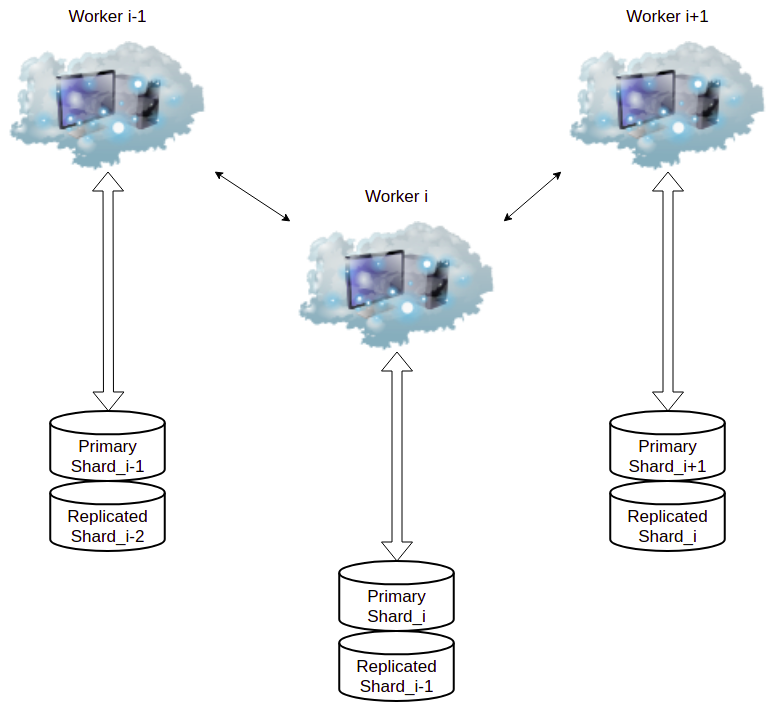 Worker i-1
Worker i+1
Worker i
Primary
Shard_i-1
Replicated
Shard_i-2
Primary
Shard_i+1
Replicated
Shard_i
Primary
Shard_i
Replicated
Shard_i-1